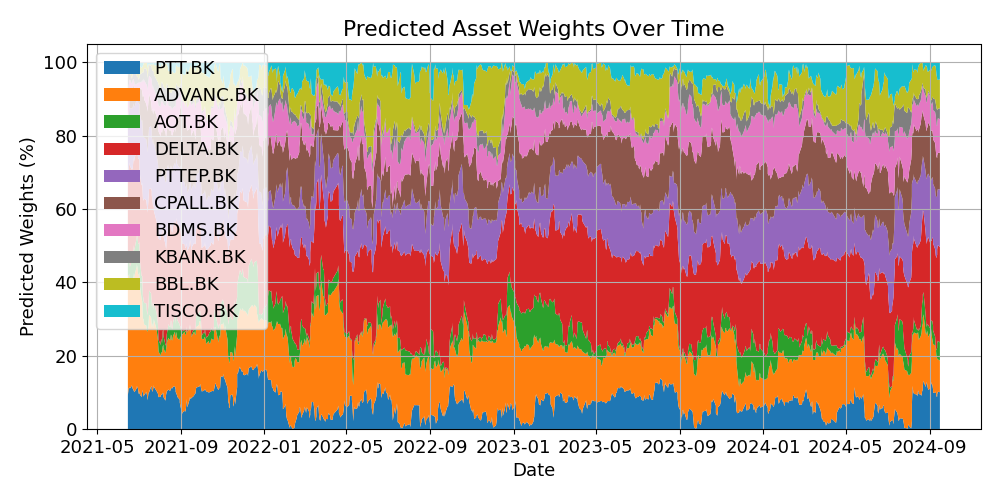 Predicted Asset Weights Over Time
Predicted Weights (%)
100
80
60
40
20
0
PTT.BK
ADVANC.BK
AOT.BK
DELTA.BK
PTTEP.BK
CPALL.BK
BDMS.BK
KBANK.BK
BBL.BK
TISCO.BK
2021-05 2021-09 2022-01 2022-05 2022-09 2023-01 2023-05 2023-09 2024-01 2024-05 2024-09
Date